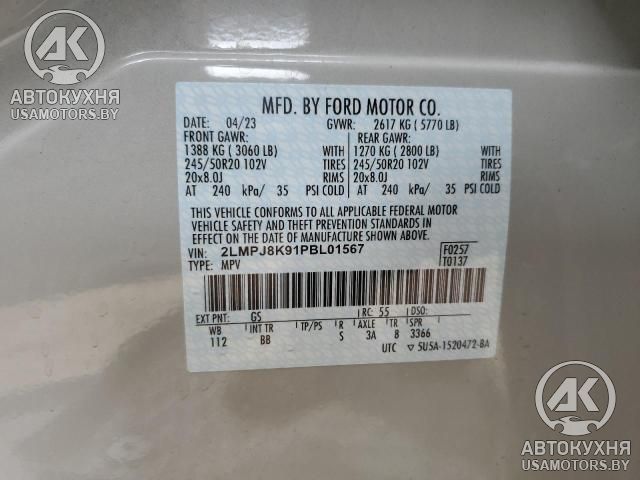 AK
АВТОКУХНЯ
USAMOTORS.BY
MFD. BY FORD MOTOR CO.
DATE: 04/23 GVWR: 2617 KG ( 5770 LB)
FRONT GAWR: REAR GAWR:
1388 KG ( 3060 LB) WITH 1270 KG ( 2800 LB) WITH
245/50R20 102V TIRES 245/50R20 102V TIRES
20x8.0J RIMS 20x8.0J RIMS
AT 240 kPa/ 35 PSI COLD AT 240 kPa/ 35 PSI COLD
THIS VEHICLE CONFORMS TO ALL APPLICABLE FEDERAL MOTOR
VEHICLE SAFETY AND THEFT PREVENTION STANDARDS IN
EFFECT ON THE DATE OF MANUFACTURE SHOWN ABOVE.
VIN: 2LMPJ8K91PBL01567 F0257
TYPE: MPV T0137
EXT PNT: GS RC: 55 DSO:
WB INT TR TP/PS R AXLE TR SPR
112 BB S 3A 8 3366
UTC 5U5A-1520472-BA
AK
АВТОКУХНЯ
USAMOTORS.BY